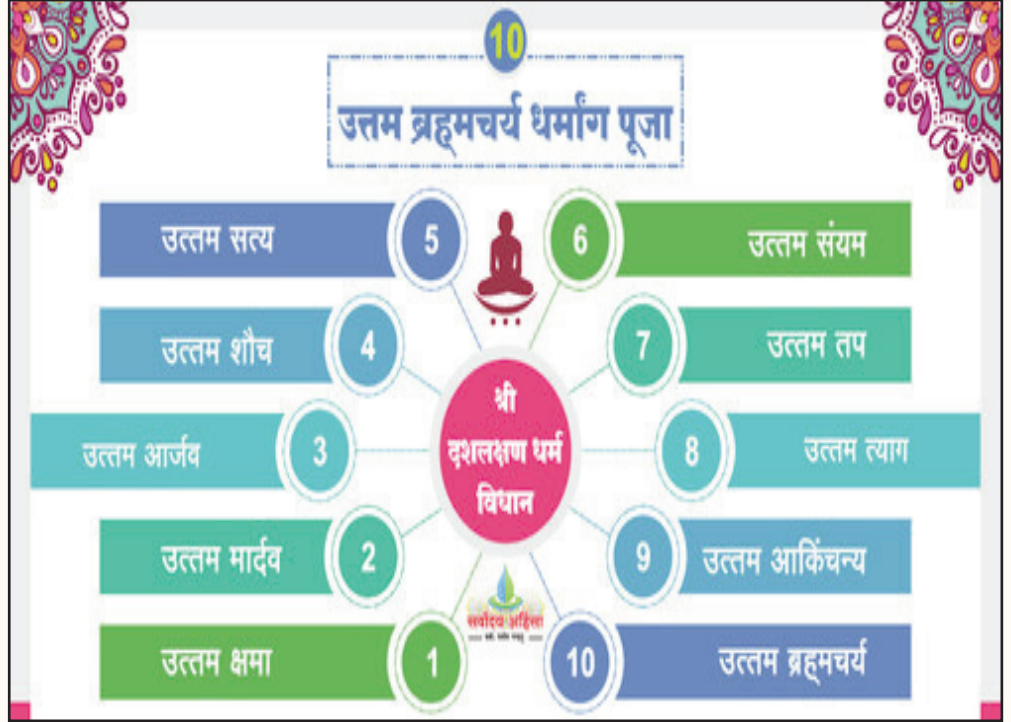 10
उत्तम ब्रह्मचर्य धर्मांग पूजा
उत्तम सत्य 5
6 उत्तम संयम
उत्तम शौच 4
7 उत्तम तप
उत्तम आर्जव 3
श्री
दशलक्षण धर्म
विधान
8 उत्तम त्याग
उत्तम मार्दव 2
9 उत्तम आकिंचन्य
सर्वोदय अहिंसा
उत्तम क्षमा 1
10 उत्तम ब्रह्मचर्य